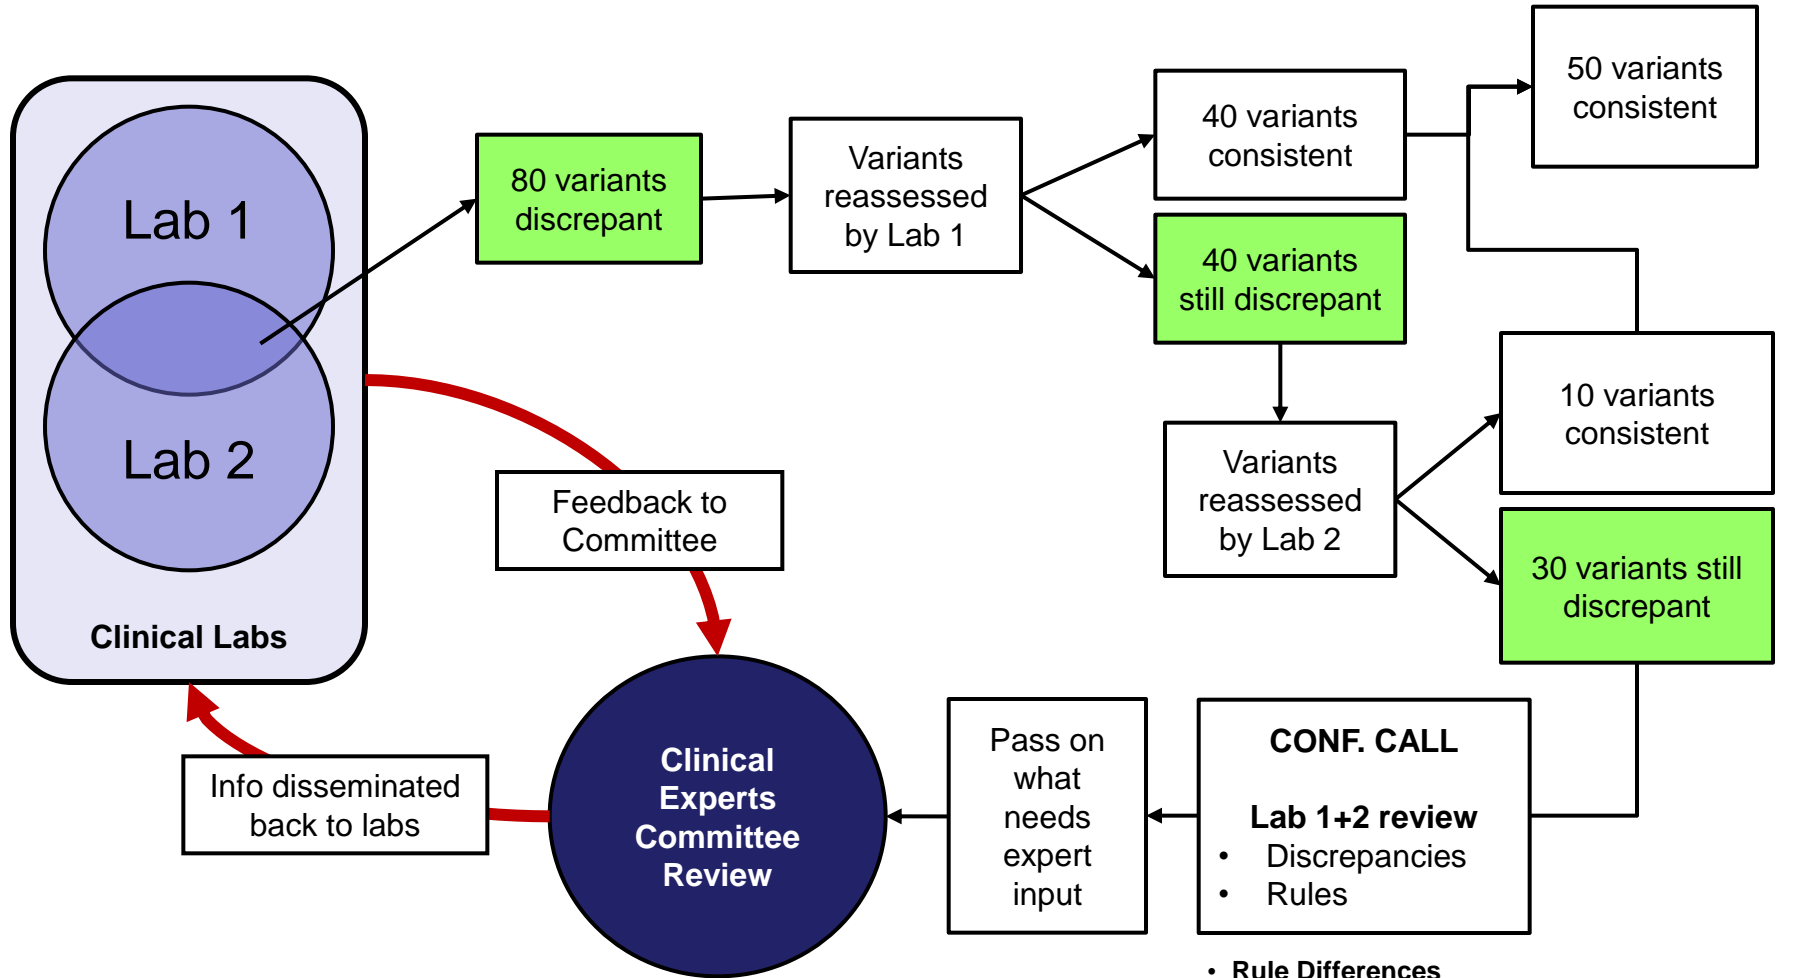 Lab 1
Lab 2
Clinical Labs
80 variants
discrepant
Variants
reassessed
by Lab 1
40 variants
consistent
40 variants
still discrepant
50 variants
consistent
Variants
reassessed
by Lab 2
10 variants
consistent
30 variants still
discrepant
Feedback to
Committee
Info disseminated
back to labs
Clinical
Experts
Committee
Review
Pass on
what
needs
expert
input
CONF. CALL
Lab 1+2 review
• Discrepancies
• Rules
• Rule Differences